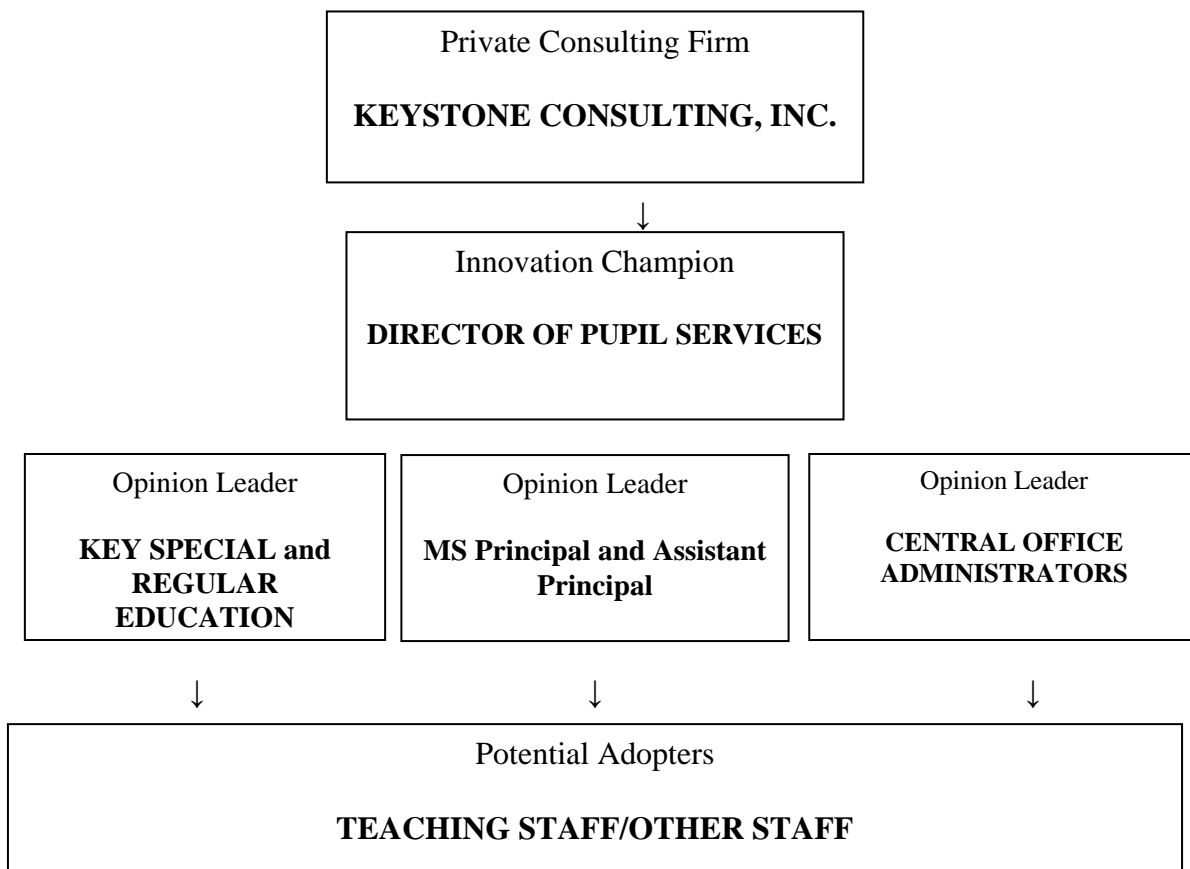 Private Consulting Firm
KEYSTONE CONSULTING, INC.
↓
Innovation Champion
DIRECTOR OF PUPIL SERVICES
Opinion Leader
KEY SPECIAL and
REGULAR
EDUCATION
Opinion Leader
MS Principal and Assistant
Principal
Opinion Leader
CENTRAL OFFICE
ADMINISTRATORS
↓ ↓ ↓
Potential Adopters
TEACHING STAFF/OTHER STAFF